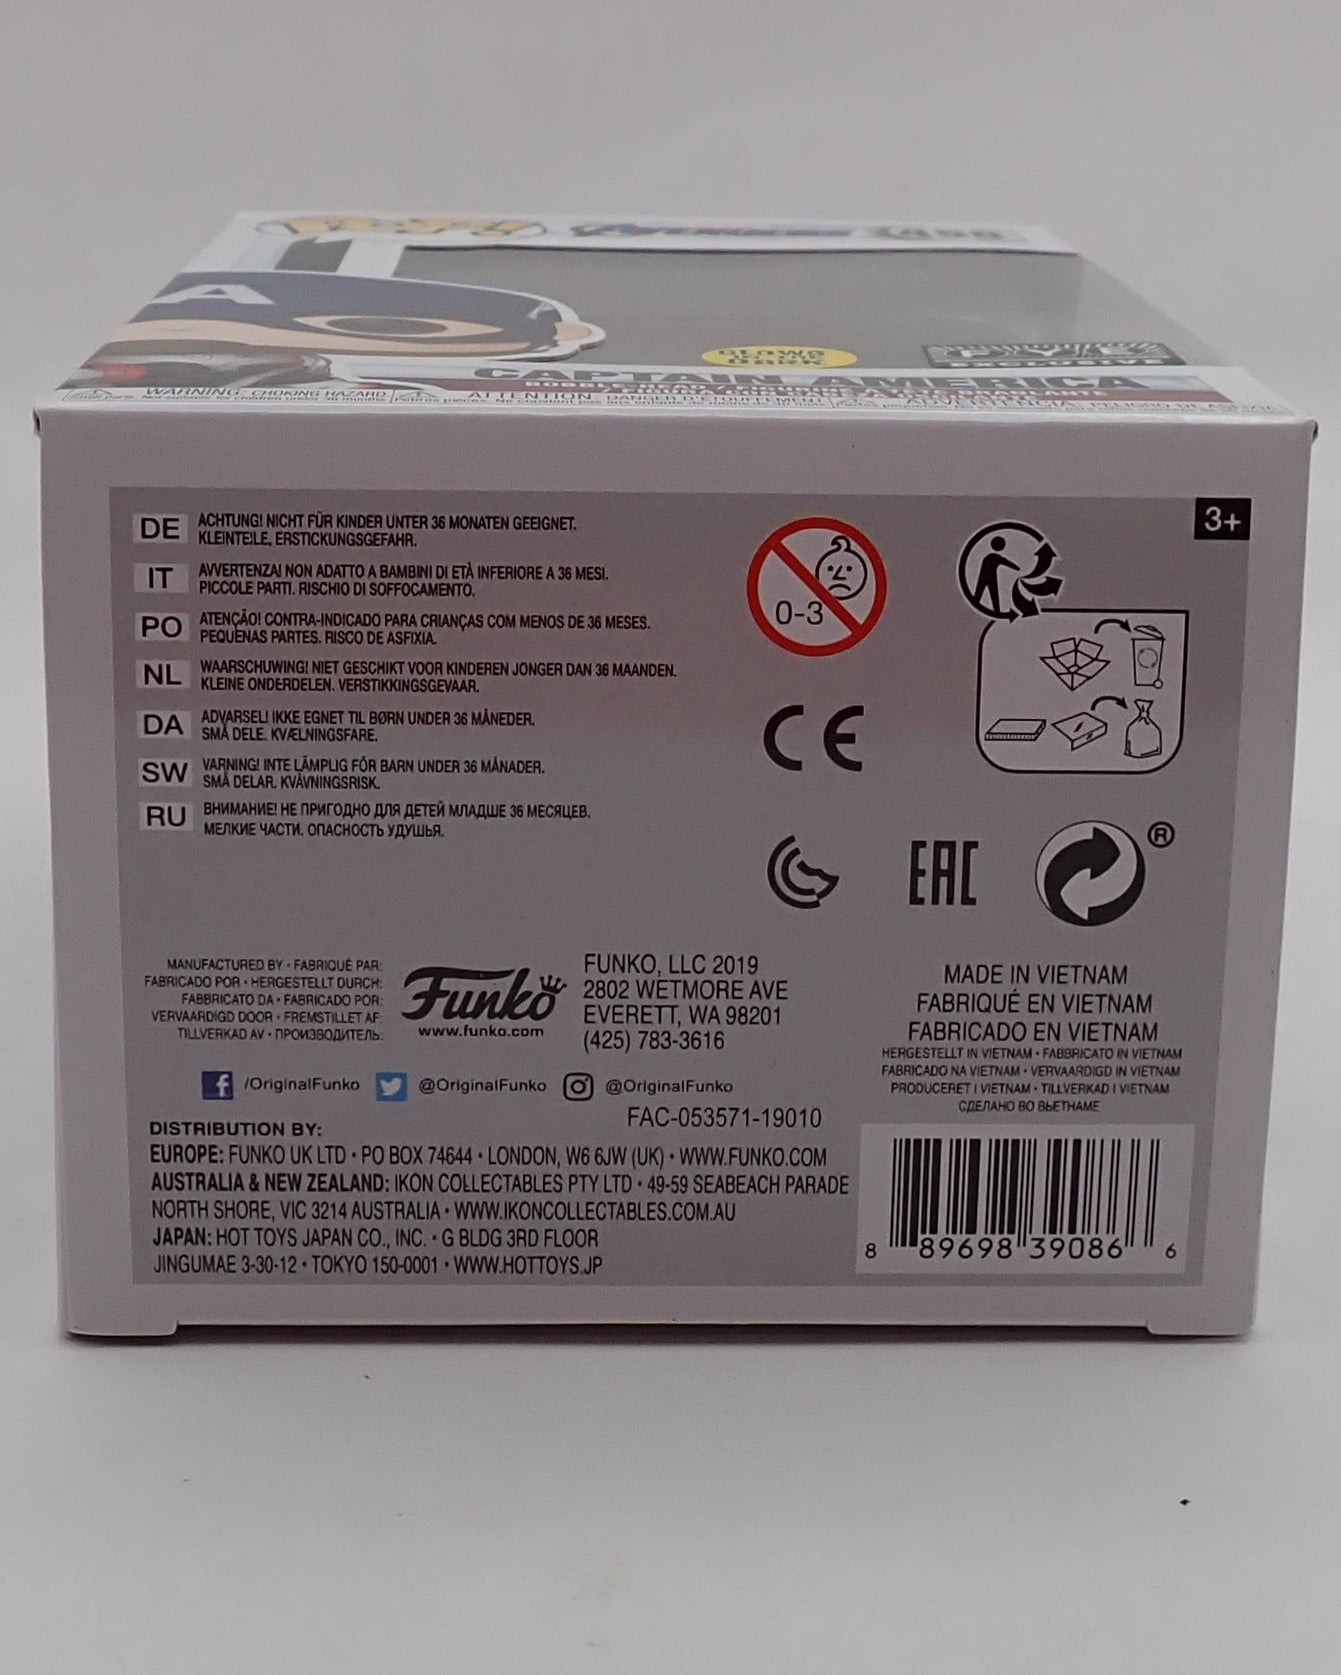 GLOWS
DARK
FYE
EXCLUSIVE
CAPTAIN AMERICA
WARNING: CHOKING HAZARD
3+
DE ACHTUNG! NICHT FÜR KINDER UNTER 36 MONATEN GEEIGNET.
KLEINTEILE, ERSTICKUNGSGEFAHR.
IT AVVERTENZA! NON ADATTO A BAMBINI DI ETÀ INFERIORE A 36 MESI.
PICCOLE PARTI. RISCHIO DI SOFFOCAMENTO.
PO ATENÇÃO! CONTRA-INDICADO PARA CRIANÇAS COM MENOS DE 36 MESES.
PEQUENAS PARTES. RISCO DE ASFIXIA.
NL WAARSCHUWING! NIET GESCHIKT VOOR KINDEREN JONGER DAN 36 MAANDEN.
KLEINE ONDERDELEN. VERSTIKKINGSGEVAAR.
DA ADVARSEL! IKKE EGNET TIL BØRN UNDER 36 MÅNEDER.
SMÅ DELE. KVÆLNINGSFARE.
SW VARNING! INTE LÄMPLIG FÖR BARN UNDER 36 MÅNADER.
SMÅ DELAR. KVÄVNINGSRISK.
RU ВНИМАНИЕ! НЕ ПРИГОДНО ДЛЯ ДЕТЕЙ МЛАДШЕ 36 МЕСЯЦЕВ.
МЕЛКИЕ ЧАСТИ. ОПАСНОСТЬ УДУШЬЯ.
0-3
CE
EAC
®
MANUFACTURED BY • FABRIQUÉ PAR:
FABRICADO POR • HERGESTELLT DURCH:
FABBRICATO DA • FABRICADO POR:
VERVAARDIGD DOOR • FREMSTILLET AF:
TILLVERKAD AV • ПРОИЗВОДИТЕЛЬ:
Funko
www.funko.com
FUNKO, LLC 2019
2802 WETMORE AVE
EVERETT, WA 98201
(425) 783-3616
MADE IN VIETNAM
FABRIQUÉ EN VIETNAM
FABRICADO EN VIETNAM
HERGESTELLT IN VIETNAM • FABBRICATO IN VIETNAM
FABRICADO NA VIETNAM • VERVAARDIGD IN VIETNAM
PRODUCERET I VIETNAM • TILLVERKAD I VIETNAM
СДЕЛАНО ВО ВЬЕТНАМЕ
/OriginalFunko @OriginalFunko @OriginalFunko
FAC-053571-19010
DISTRIBUTION BY:
EUROPE: FUNKO UK LTD • PO BOX 74644 • LONDON, W6 6JW (UK) • WWW.FUNKO.COM
AUSTRALIA & NEW ZEALAND: IKON COLLECTABLES PTY LTD • 49-59 SEABEACH PARADE
NORTH SHORE, VIC 3214 AUSTRALIA • WWW.IKONCOLLECTABLES.COM.AU
JAPAN: HOT TOYS JAPAN CO., INC. • G BLDG 3RD FLOOR
JINGUMAE 3-30-12 • TOKYO 150-0001 • WWW.HOTTOYS.JP
8 89698 39086 6